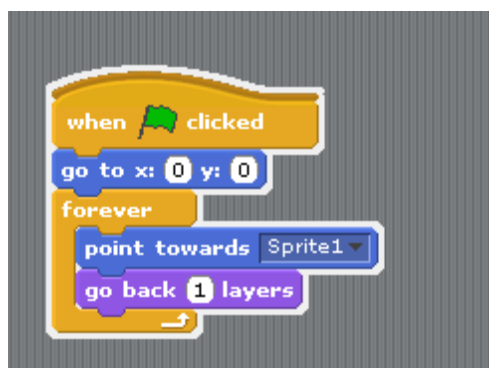 when clicked
go to x: 0 y: 0
forever
point towards Sprite1
go back 1 layers